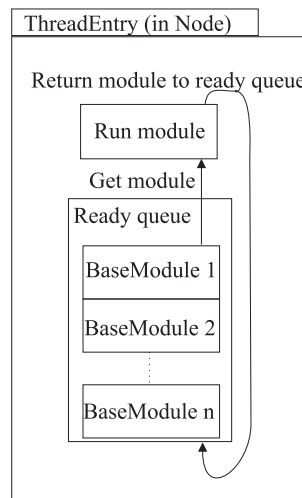 ThreadEntry (in Node)
Return module to ready queue
Run module
Get module
Ready queue
BaseModule 1
BaseModule 2
BaseModule n